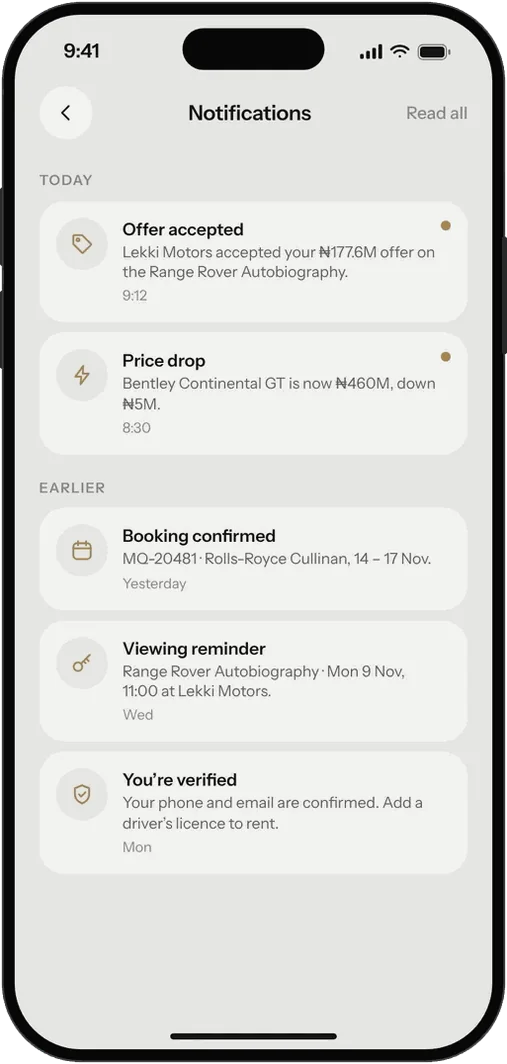 9:41
Notifications
Read all
TODAY
Offer accepted
Lekki Motors accepted your ₦177.6M offer on
the Range Rover Autobiography.
9:12
Price drop
Bentley Continental GT is now ₦460M, down
₦5M.
8:30
EARLIER
Booking confirmed
MQ-20481 · Rolls-Royce Cullinan, 14 – 17 Nov.
Yesterday
Viewing reminder
Range Rover Autobiography · Mon 9 Nov,
11:00 at Lekki Motors.
Wed
You’re verified
Your phone and email are confirmed. Add a
driver’s licence to rent.
Mon